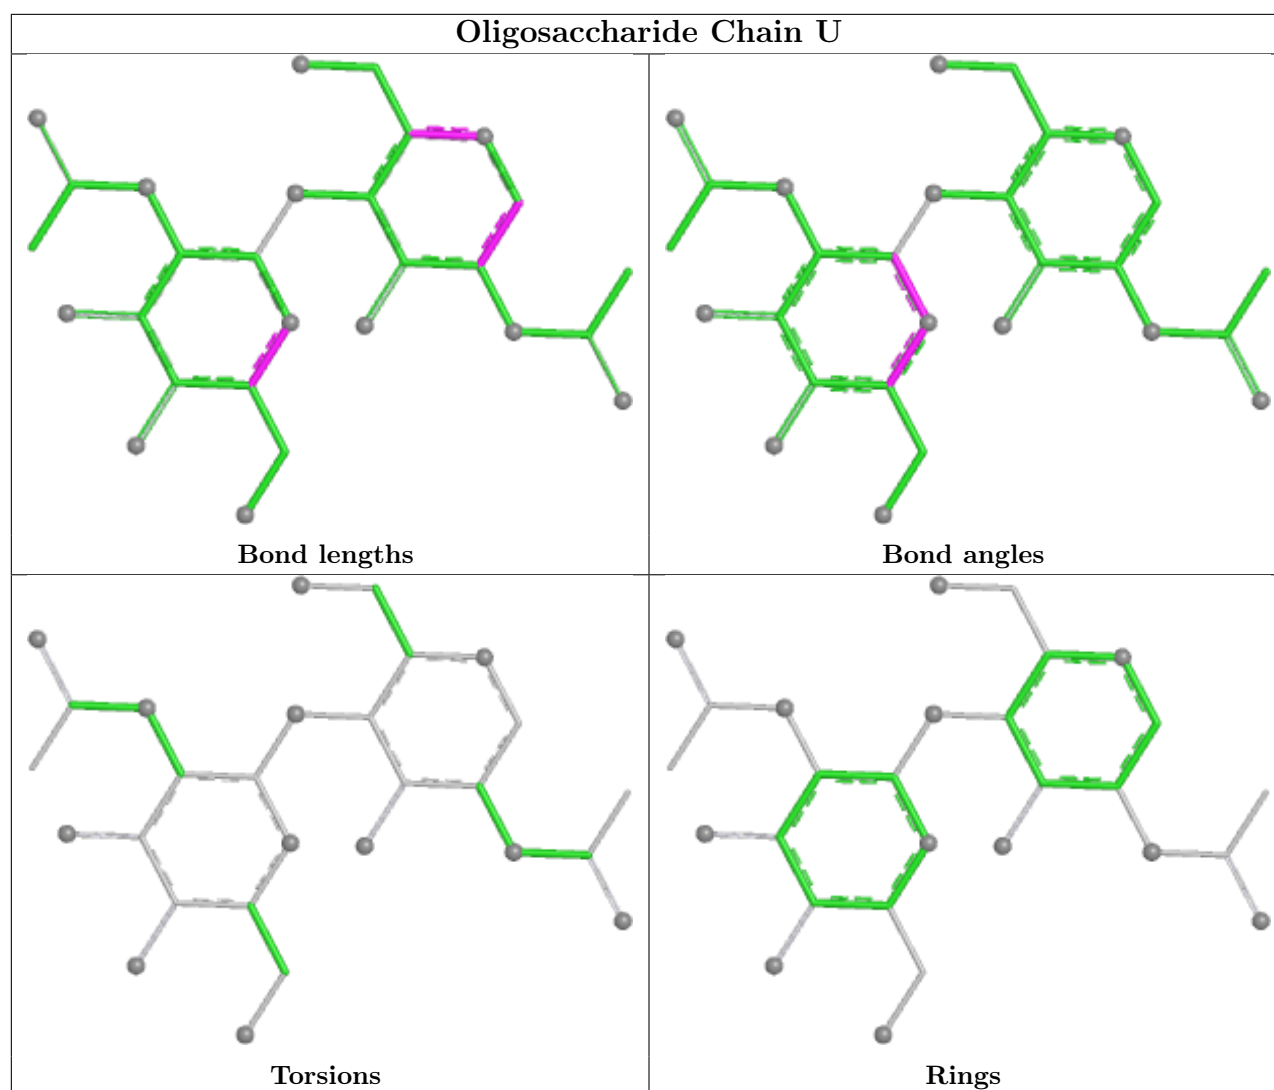 Oligosaccharide Chain U
Bond lengths
Bond angles
Torsions
Rings